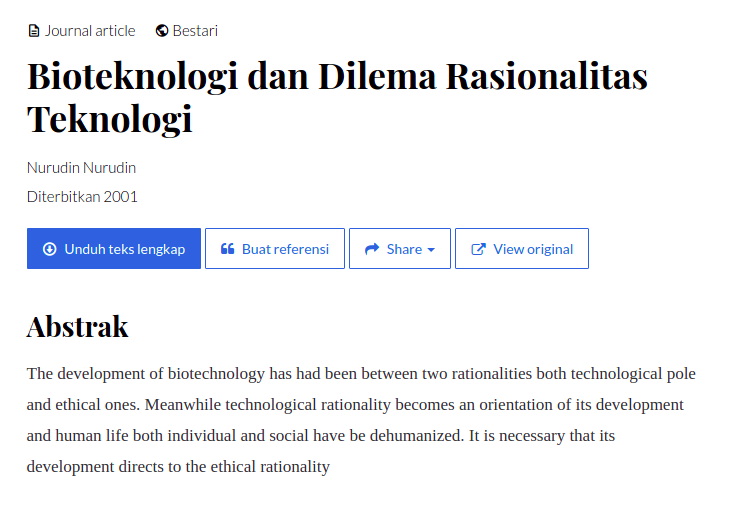 Journal article Bestari
Bioteknologi dan Dilema Rasionalitas
Teknologi
Nurudin Nurudin
Diterbitkan 2001
Unduh teks lengkap Buat referensi Share View original
Abstrak
The development of biotechnology has had been between two rationalities both technological pole
and ethical ones. Meanwhile technological rationality becomes an orientation of its development
and human life both individual and social have be dehumanized. It is necessary that its
development directs to the ethical rationality